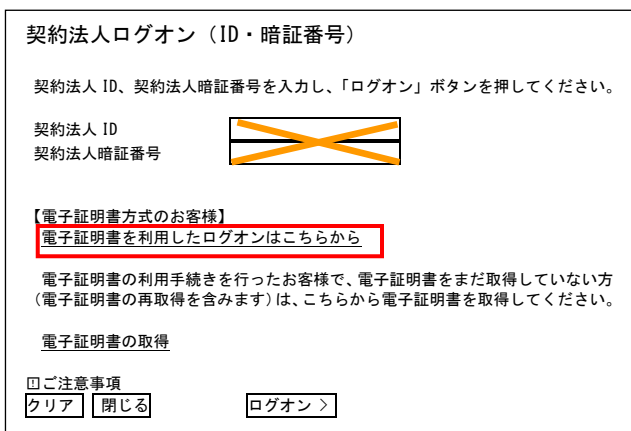 契約法人ログオン（ID・暗証番号）
契約法人 ID、契約法人暗証番号を入力し、「ログオン」ボタンを押してください。
契約法人 ID
契約法人暗証番号
【電子証明書方式のお客様】
電子証明書を利用したログオンはこちらから
電子証明書の利用手続きを行ったお客様で、電子証明書をまだ取得していない方
（電子証明書の再取得を含みます）は、こちらから電子証明書を取得してください。
電子証明書の取得
ご注意事項
クリア 閉じる ログオン 〉